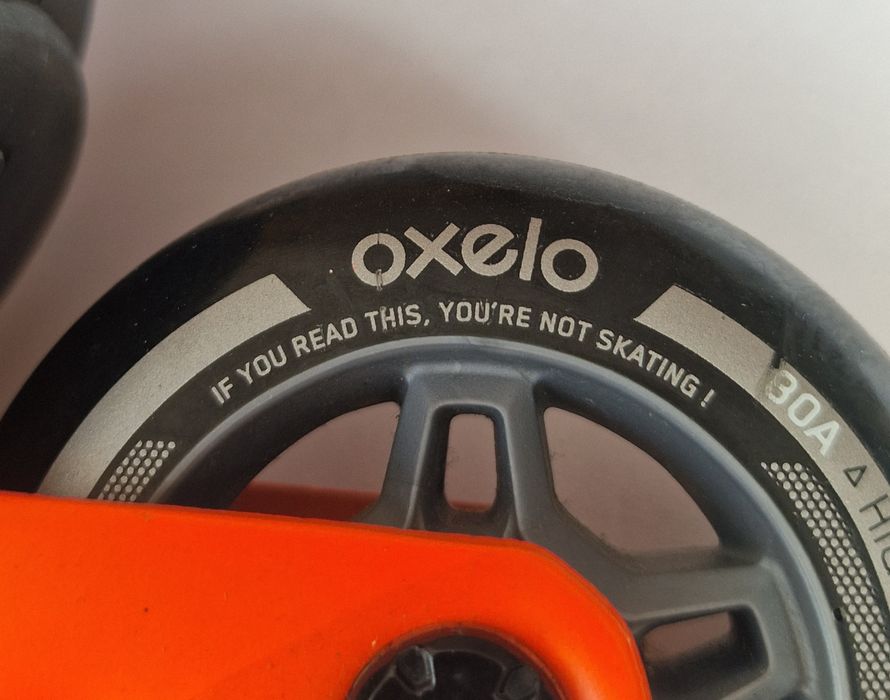 oxelo
IF YOU READ THIS, YOU'RE NOT SKATING !
80A △